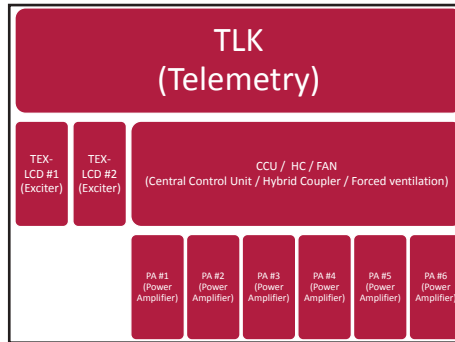 TLK
(Telemetry)
TEX-
LCD #1
(Exciter)
TEX-
LCD #2
(Exciter)
CCU / HC / FAN
(Central Control Unit / Hybrid Coupler / Forced ventilation)
PA #1
(Power
Amplifier)
PA #2
(Power
Amplifier)
PA #3
(Power
Amplifier)
PA #4
(Power
Amplifier)
PA #5
(Power
Amplifier)
PA #6
(Power
Amplifier)